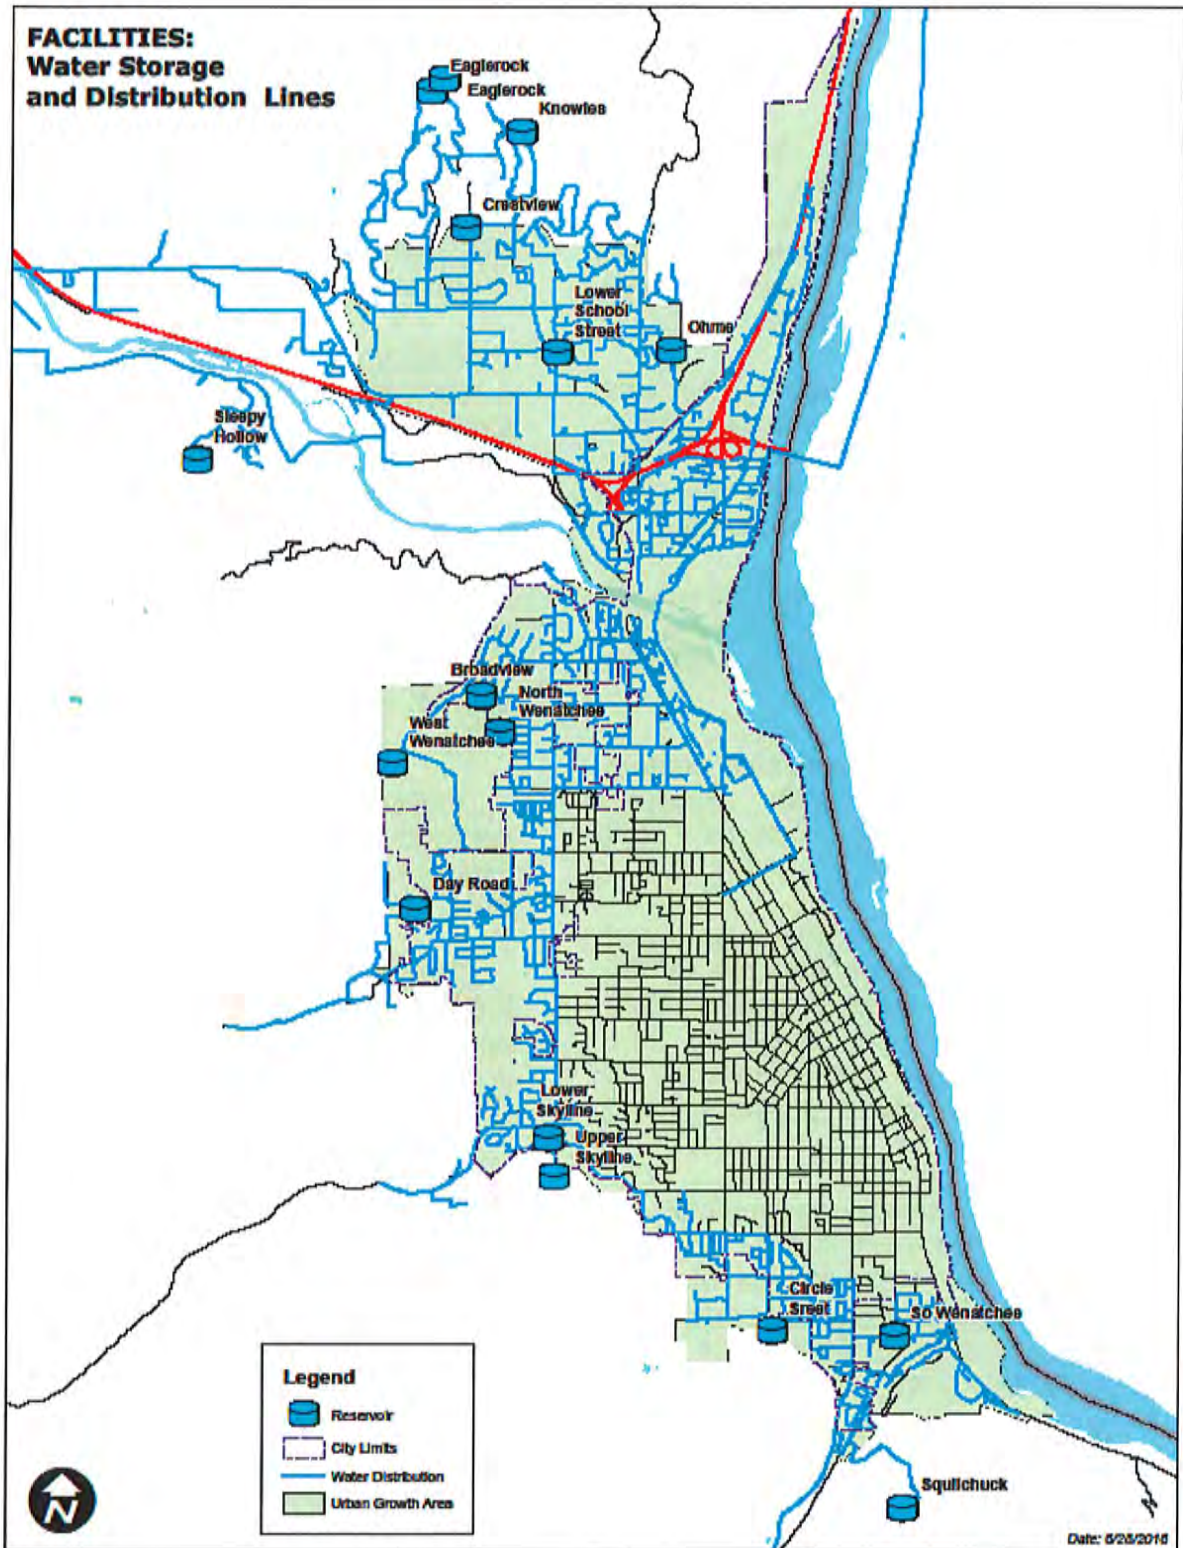 FACILITIES:
Water Storage
and Distribution Lines
Eaglerock
Eaglerock
Knowles
Crestview
Lower
School
Street
Ohme
Sleepy
Hollow
Broadview
North
Wenatchee
West
Wenatchee
Day Road
Lower
Skyline
Upper
Skyline
Circle
Sreet
So Wenatchee
Squilchuck
Legend
Reservoir
City Limits
Water Distribution
Urban Growth Area
N